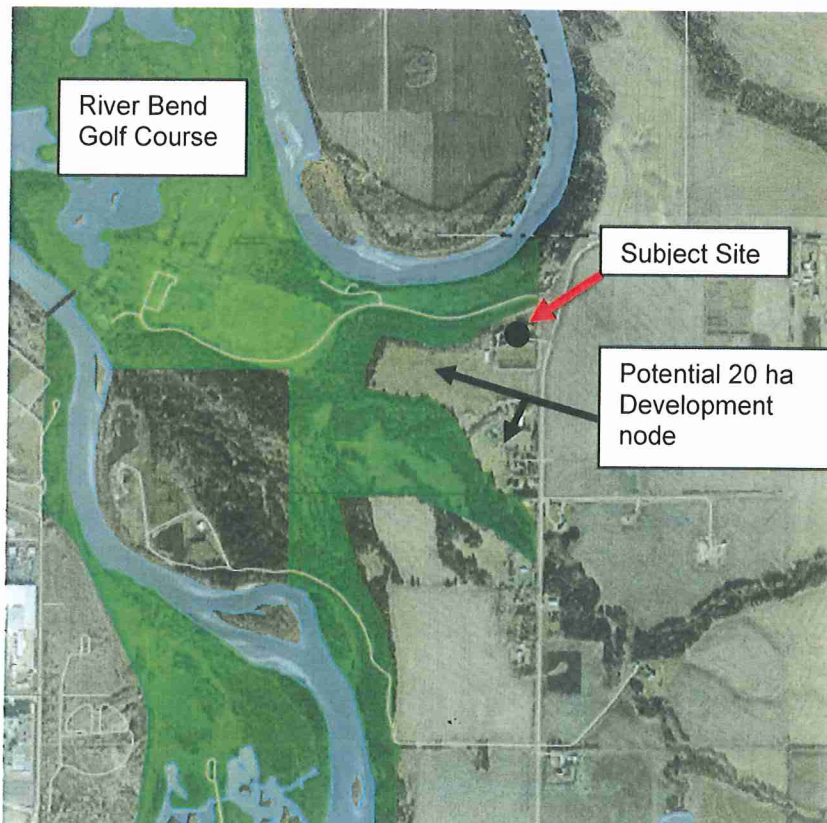 River Bend
Golf Course
Subject Site
Potential 20 ha
Development
node